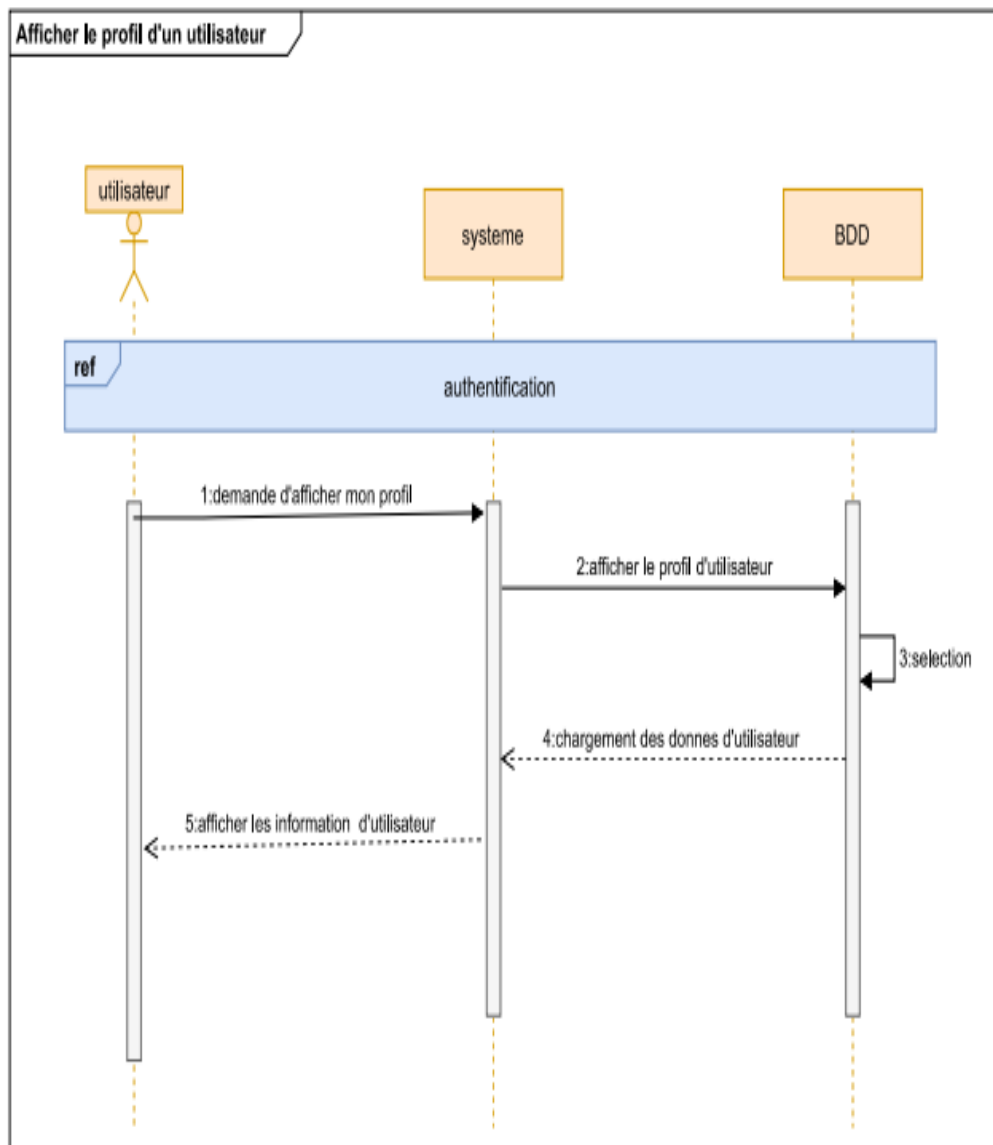 Afficher le profil d'un utilisateur
utilisateur
systeme
BDD
ref
authentification
1:demande d'afficher mon profil
2:afficher le profil d'utilisateur
3:selection
4:chargement des donnes d'utilisateur
5:afficher les information d'utilisateur